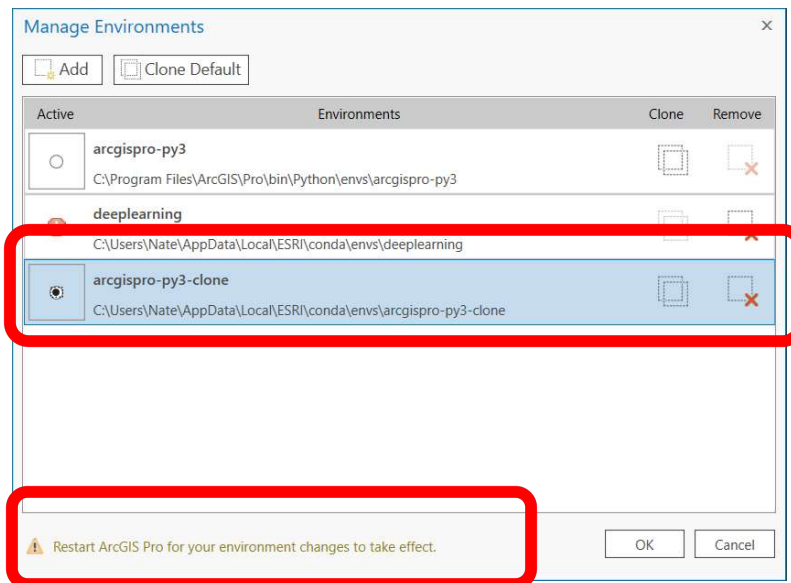 Manage Environments
Add
Clone Default
Active Environments Clone Remove
arcgispro-py3
C:\Program Files\ArcGIS\Pro\bin\Python\envs\arcgispro-py3
deeplearning
C:\Users\Nate\AppData\Local\ESRI\conda\envs\deeplearning
arcgispro-py3-clone
C:\Users\Nate\AppData\Local\ESRI\conda\envs\arcgispro-py3-clone
Restart ArcGIS Pro for your environment changes to take effect.
OK Cancel